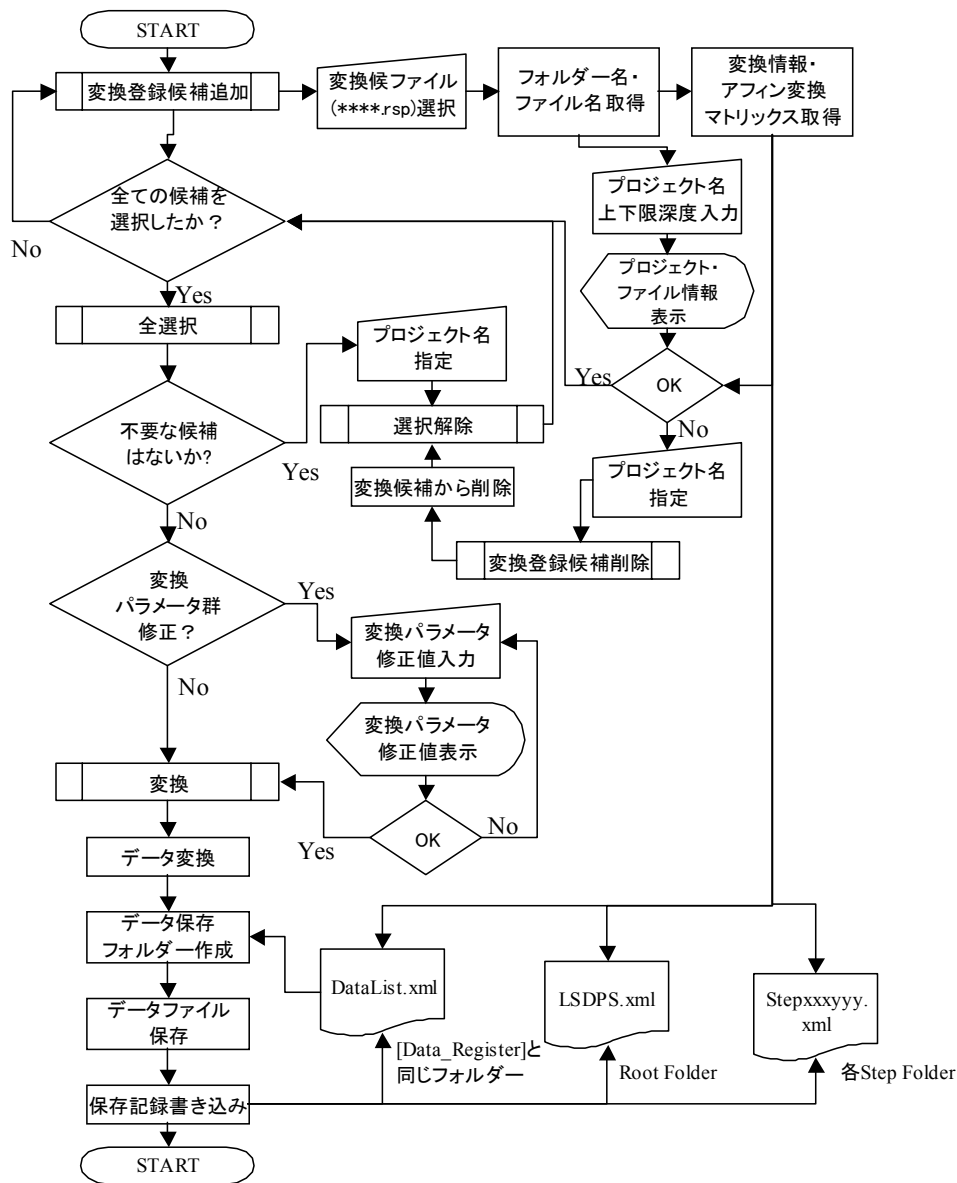 START
変換登録候補追加
変換候ファイル
(****.rsp)選択
フォルダー名・
ファイル名取得
変換情報・
アフィン変換
マトリックス取得
全ての候補を
選択したか？
No
Yes
プロジェクト名
上下限深度入力
プロジェクト・
ファイル情報
表示
全選択
プロジェクト名
指定
Yes
OK
No
不要な候補
はないか?
Yes
No
選択解除
変換候補から削除
プロジェクト名
指定
変換登録候補削除
変換
パラメータ群
修正？
Yes
No
変換パラメータ
修正値入力
変換パラメータ
修正値表示
変換
OK
Yes
No
データ変換
データ保存
フォルダー作成
DataList.xml
LSDPS.xml
Stepxxxyyy.
xml
データファイル
保存
[Data_Register]と
同じフォルダー
Root Folder
各Step Folder
保存記録書き込み
START